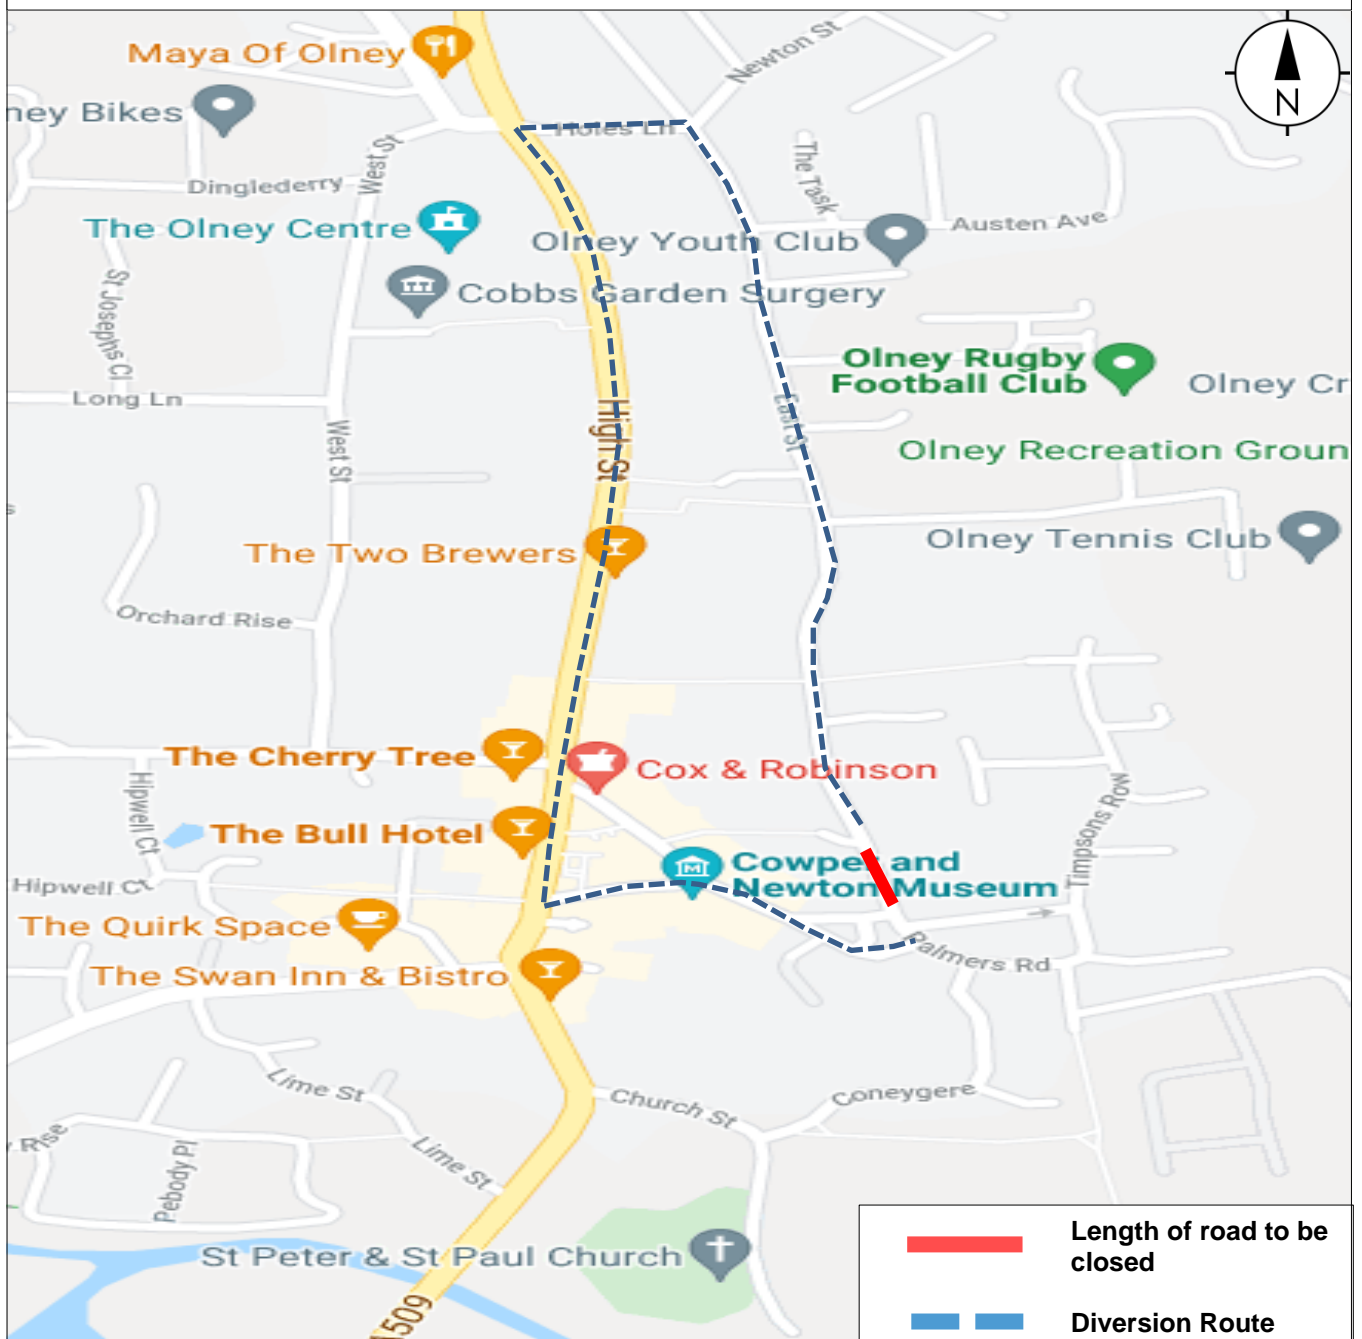 Maya Of Olney
Newton St
N
ney Bikes
Holes Ln
West St
The Task
Dinglederry
The Olney Centre
Olney Youth Club
Austen Ave
St Josephs Cl
Cobbs Garden Surgery
Olney Rugby
Football Club
Olney Cr
Long Ln
High St
East St
West St
Olney Recreation Groun
s
The Two Brewers
Olney Tennis Club
Orchard Rise
The Cherry Tree
Cox & Robinson
Hipwell Ct
Timpsons Row
The Bull Hotel
Cowper and
Newton Museum
Hipwell Ct
The Quirk Space
Palmers Rd
The Swan Inn & Bistro
Lime St
Church St
Coneygere
Rise
Pebody Pl
Lime St
St Peter & St Paul Church
509
Length of road to be
closed
Diversion Route